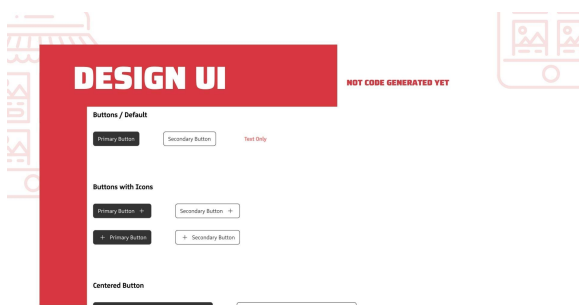 DESIGN UI
NOT CODE GENERATED YET
Buttons / Default
Primary Button
Secondary Button
Text Only
Buttons with Icons
Primary Button +
Secondary Button +
+ Primary Button
+ Secondary Button
Centered Button